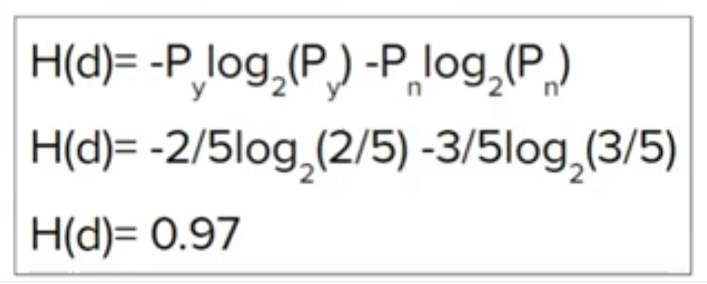 H(d)= -Pylog2(Py) -Pnlog2(Pn)
H(d)= -2/5log2(2/5) -3/5log2(3/5)
H(d)= 0.97